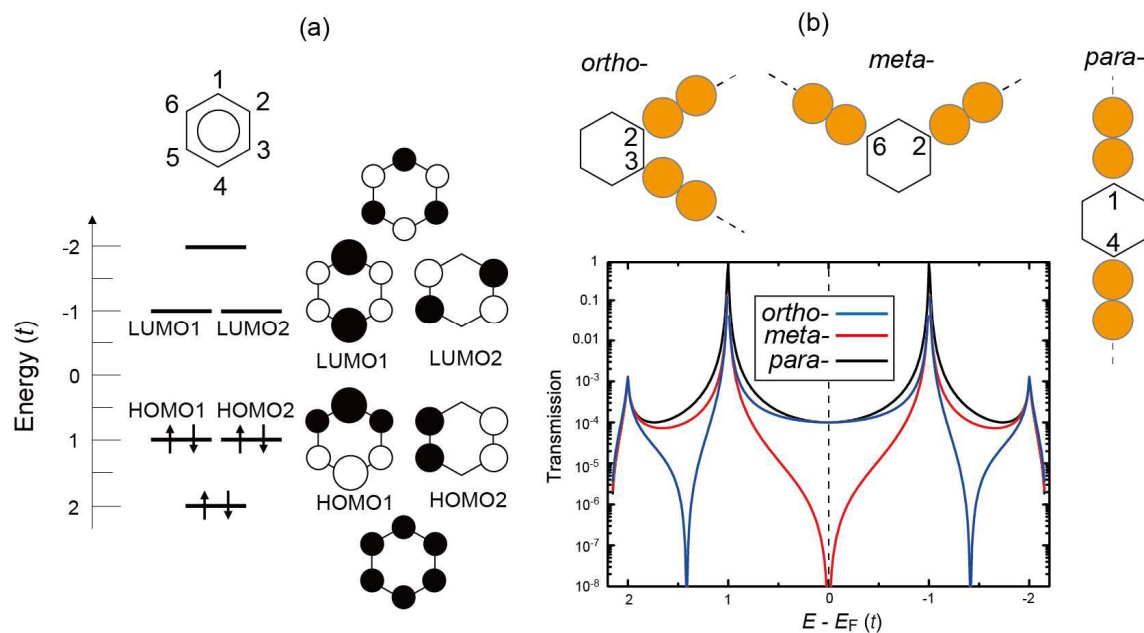 (a)
1
6 2
5 3
4
Energy (t)
-2
-1
LUMO1 LUMO2
0
HOMO1 HOMO2
1
2
LUMO1 LUMO2
HOMO1 HOMO2
(b)
ortho-
2
3
meta-
6 2
para-
1
4
Transmission
1
0.1
0.01
10-3
10-4
10-5
10-6
10-7
10-8
ortho-
meta-
para-
2 1 0 -1 -2
E - EF (t)